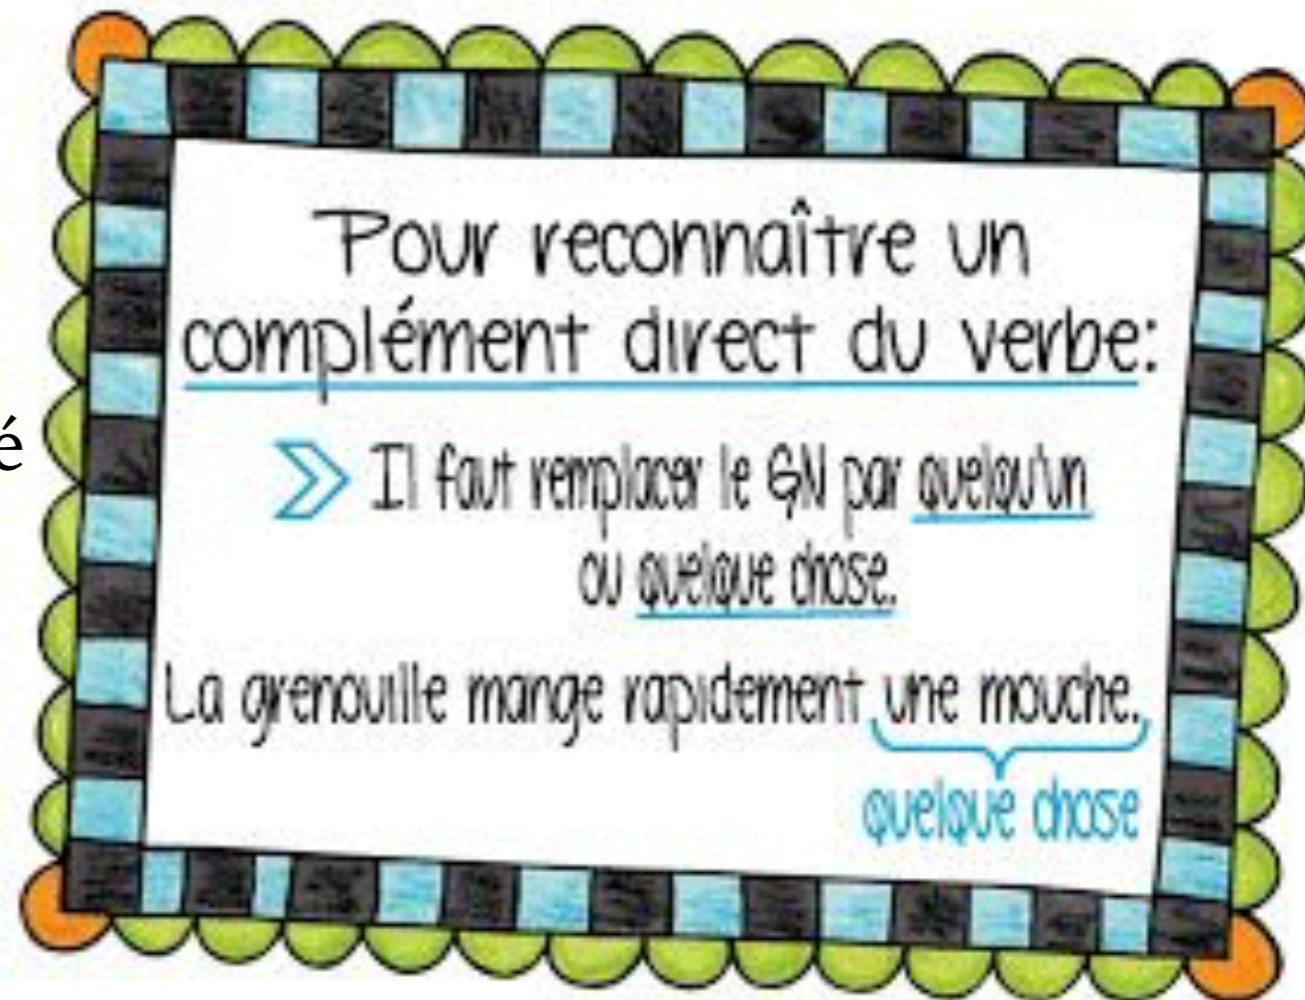 Pour reconnaître un
complément direct du verbe:
Il faut remplacer le GN par quelqu'un
ou quelque chose.
La grenouille mange rapidement une mouche.
quelque chose
é